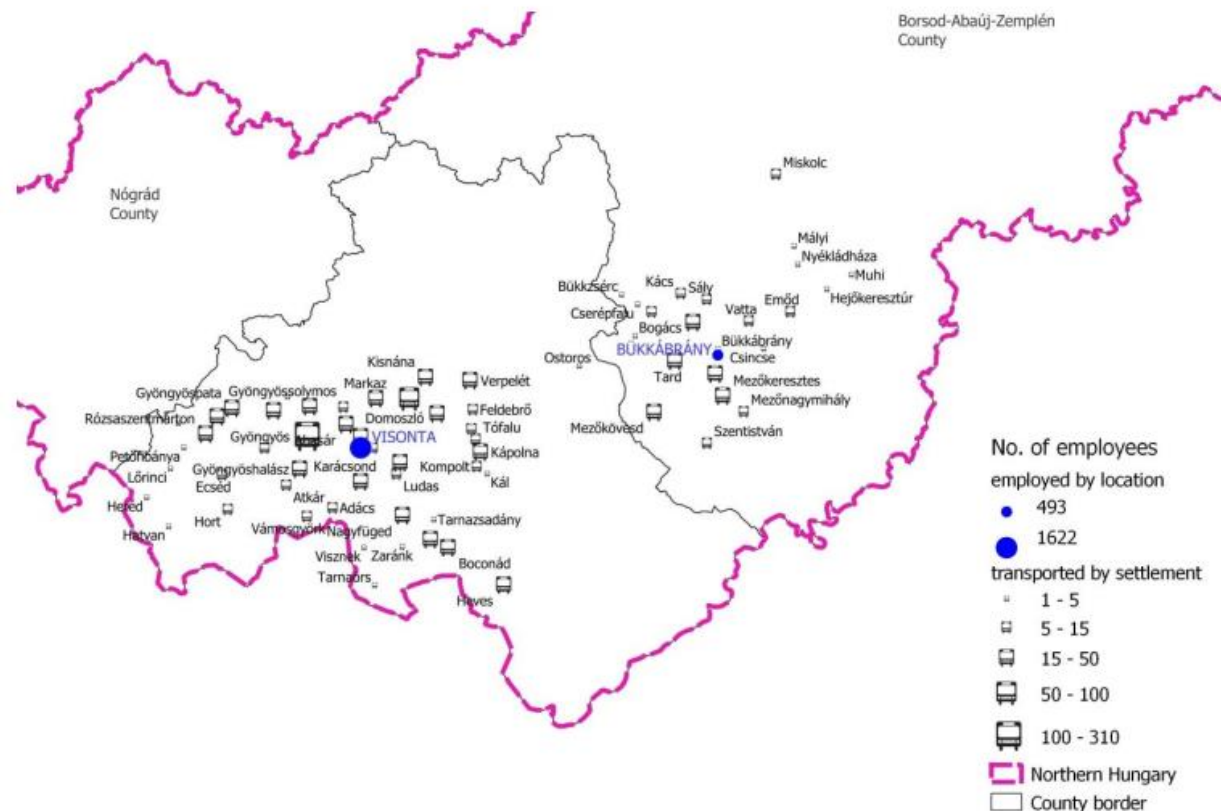 Borsod-Abaúj-Zemplén
County
Nógrád
County
Miskolc
Mályi
Nyékládháza
Muhi
Hejőkeresztúr
Kács
Sály
Bükkzsérc
Cserépfalu
Emőd
Vatta
Bogács
BÜKKÁBRÁNY
Bükkábrány
Csincse
Ostoros
Tard
Mezőkeresztes
Mezőnagymihály
Mezőkövesd
Szentistván
Kisnána
Verpelét
Markaz
Gyöngyössolymos
Gyöngyöspata
Rózsaszentmárton
Domoszló
Feldebrő
Tófalu
VISONTA
Gyöngyös
Abasár
Petőfibánya
Kápolna
Lőrinci
Gyöngyöshalász
Karácsond
Kompolt
Kál
Ecséd
Ludas
Heréd
Atkár
Adács
Hort
Hatvan
Vámosgyörk
Nagyfüged
Tarnazsadány
Visznek
Zaránk
Boconád
Tarnaörs
Heves
No. of employees
employed by location
493
1622
transported by settlement
1 - 5
5 - 15
15 - 50
50 - 100
100 - 310
Northern Hungary
County border